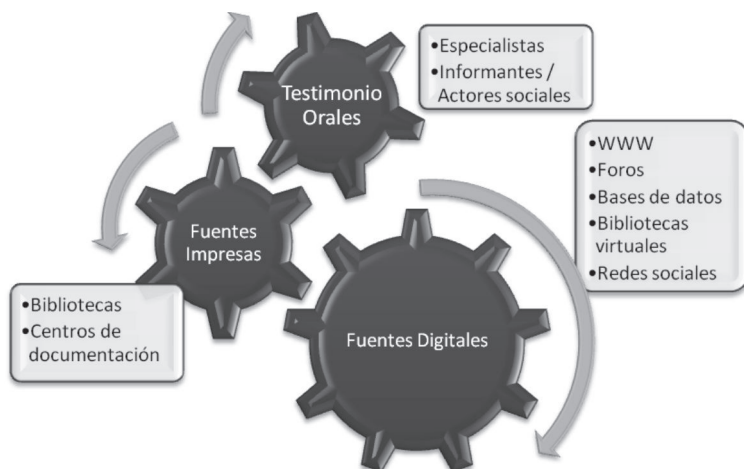 Testimonio
Orales
•Especialistas
•Informantes /
Actores sociales
Fuentes
Impresas
•Bibliotecas
•Centros de
documentación
Fuentes Digitales
•WWW
•Foros
•Bases de datos
•Bibliotecas
virtuales
•Redes sociales